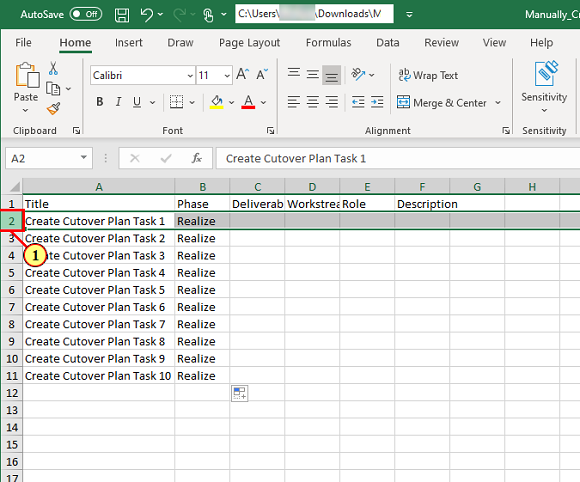 AutoSave Off C:\Users\ \Downloads\M Manually_C
File Home Insert Draw Page Layout Formulas Data Review View
Paste Calibri 11 A A ab Wrap Text Sensitivity
B I U A Merge & Center
Clipboard Font Alignment Sensitivity
A2 fx Create Cutover Plan Task 1
A B C D E F G H
1 Title Phase Deliverab Workstrea Role Description
2 Create Cutover Plan Task 1 Realize
3 Create Cutover Plan Task 2 Realize
4 Create Cutover Plan Task 3 Realize
1
5 Create Cutover Plan Task 4 Realize
6 Create Cutover Plan Task 5 Realize
7 Create Cutover Plan Task 6 Realize
8 Create Cutover Plan Task 7 Realize
9 Create Cutover Plan Task 8 Realize
10 Create Cutover Plan Task 9 Realize
11 Create Cutover Plan Task 10 Realize
12
13
14
15
16
17